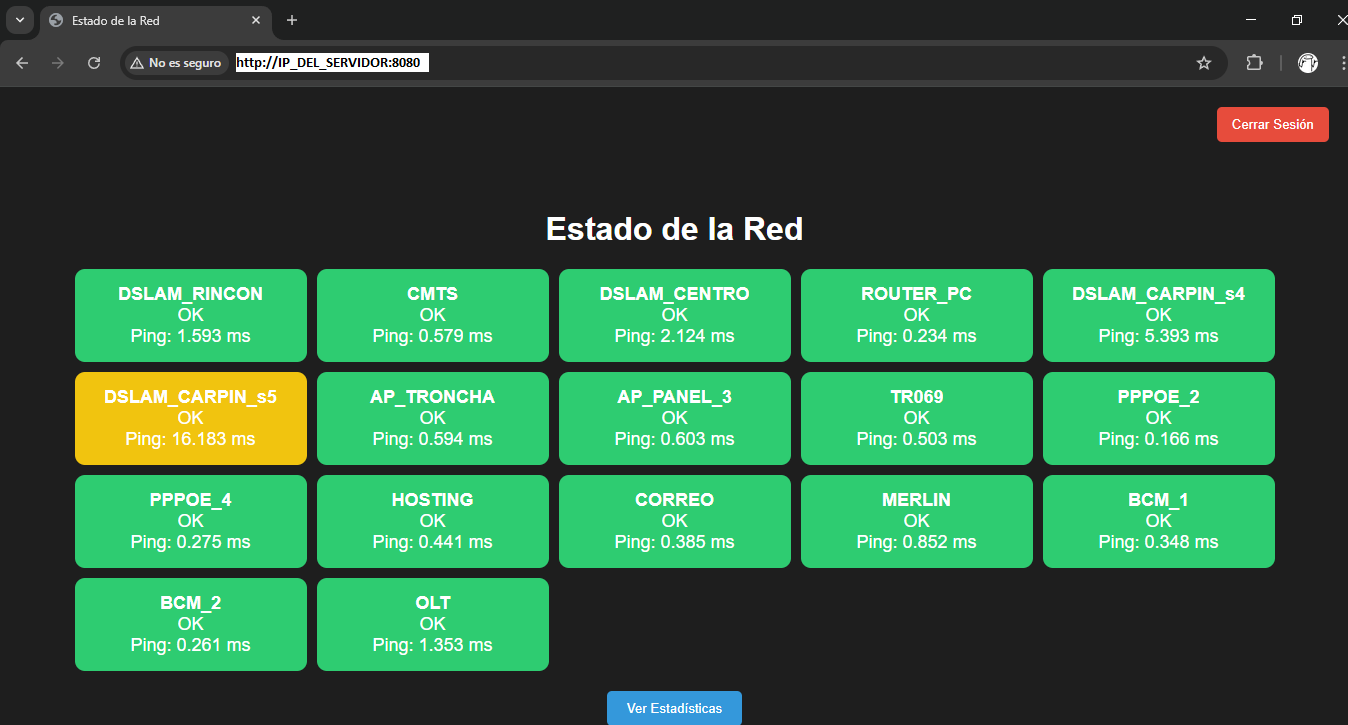 Estado de la Red
No es seguro
http://IP_DEL_SERVIDOR:8080
Cerrar Sesión
Estado de la Red
DSLAM_RINCON
OK
Ping: 1.593 ms
CMTS
OK
Ping: 0.579 ms
DSLAM_CENTRO
OK
Ping: 2.124 ms
ROUTER_PC
OK
Ping: 0.234 ms
DSLAM_CARPIN_s4
OK
Ping: 5.393 ms
DSLAM_CARPIN_s5
OK
Ping: 16.183 ms
AP_TRONCHA
OK
Ping: 0.594 ms
AP_PANEL_3
OK
Ping: 0.603 ms
TR069
OK
Ping: 0.503 ms
PPPOE_2
OK
Ping: 0.166 ms
PPPOE_4
OK
Ping: 0.275 ms
HOSTING
OK
Ping: 0.441 ms
CORREO
OK
Ping: 0.385 ms
MERLIN
OK
Ping: 0.852 ms
BCM_1
OK
Ping: 0.348 ms
BCM_2
OK
Ping: 0.261 ms
OLT
OK
Ping: 1.353 ms
Ver Estadísticas